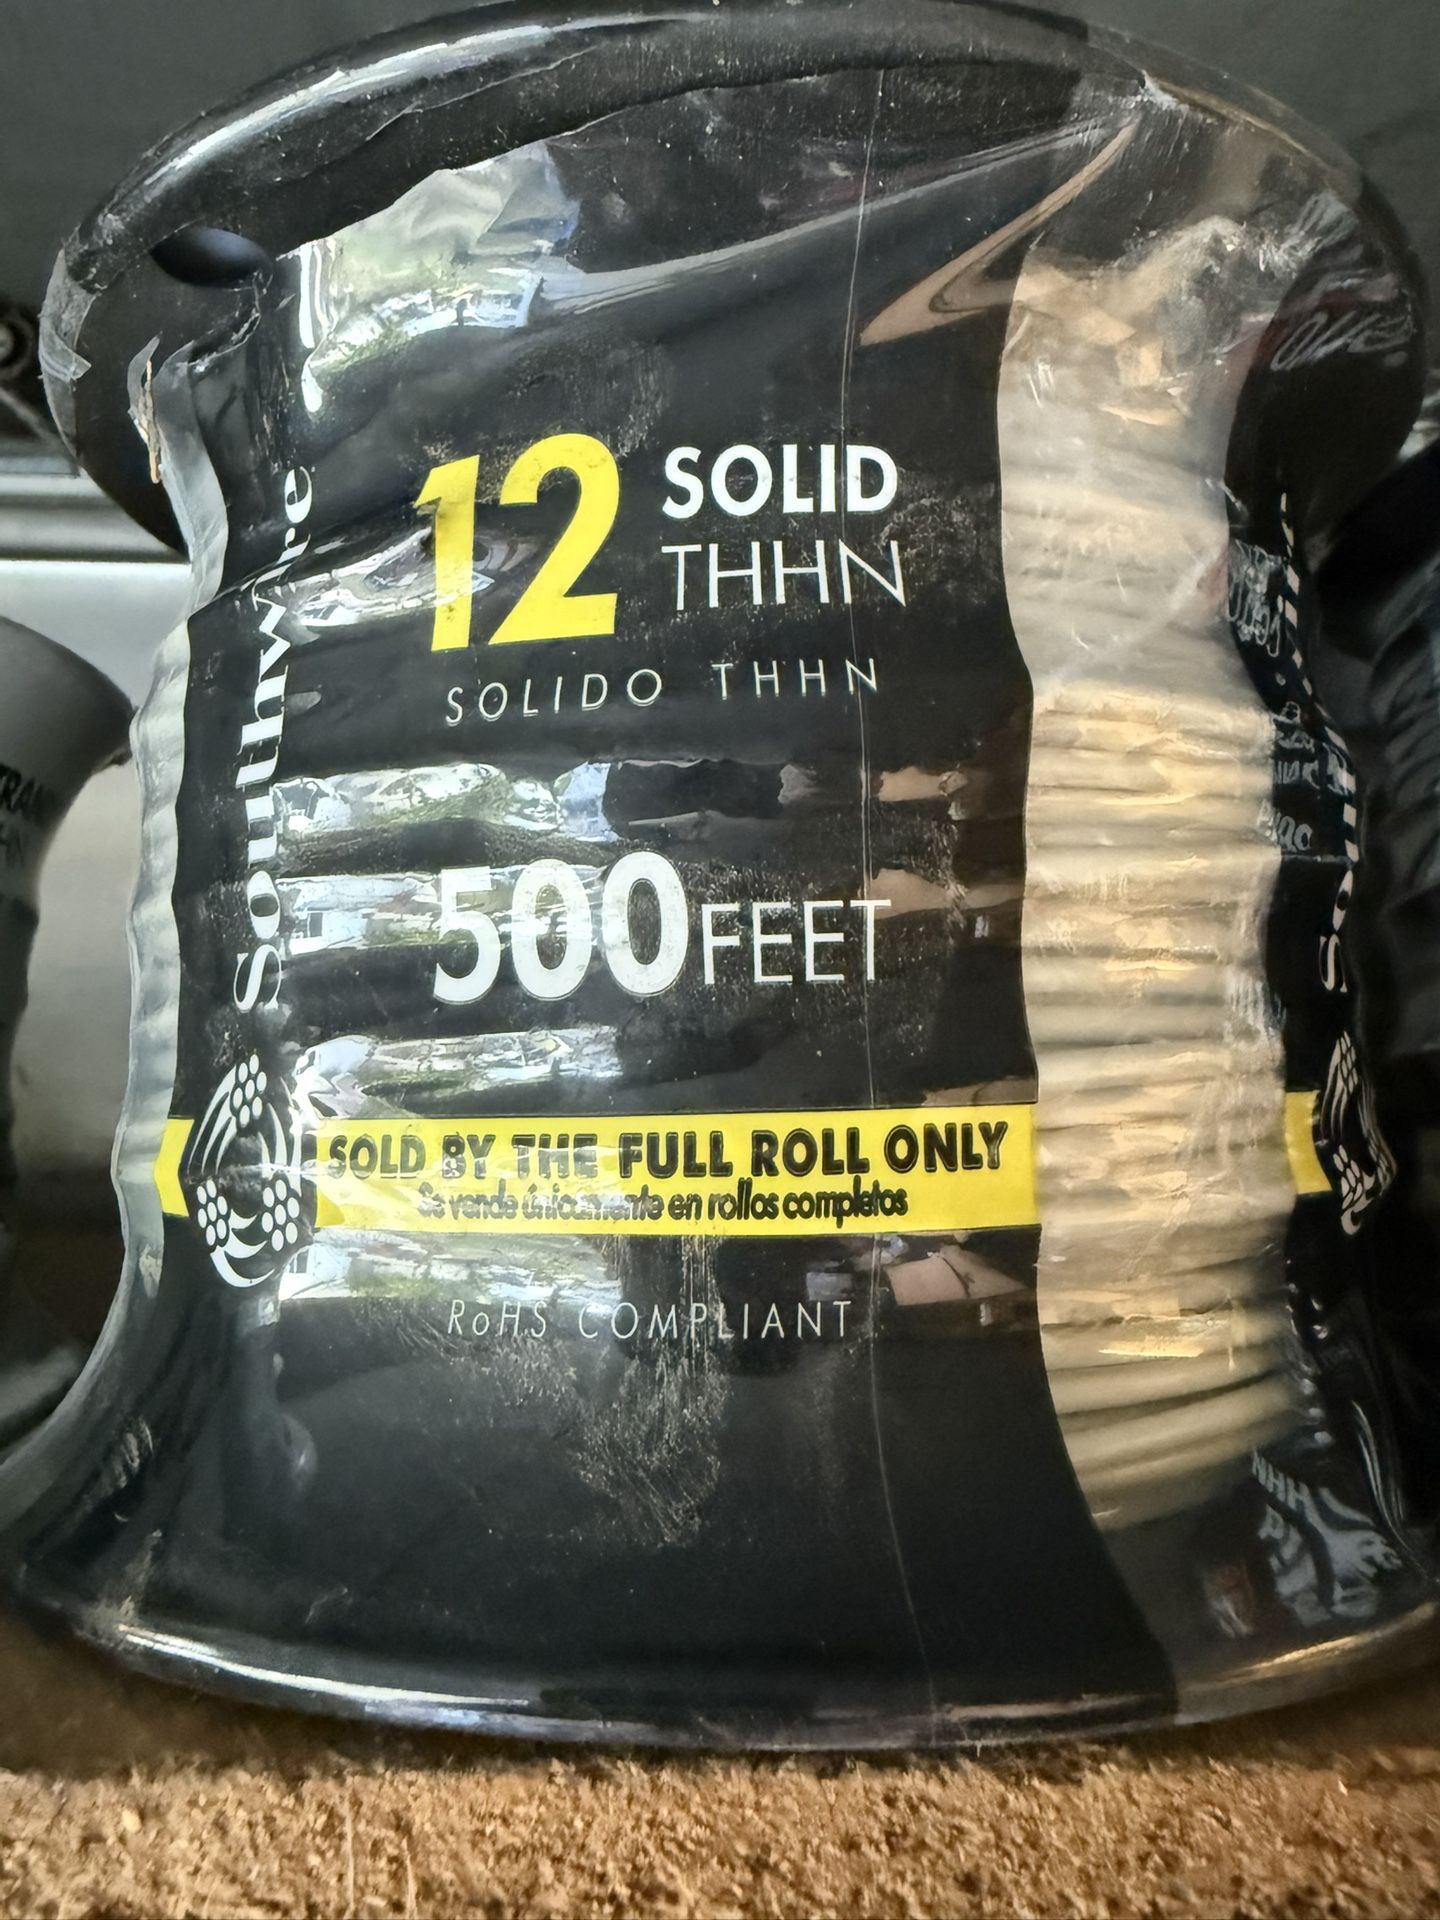 Southwire
12 SOLID
THHN
SOLIDO THHN
500 FEET
SOLD BY THE FULL ROLL ONLY
Se vende únicamente en rollos completos
RoHS COMPLIANT